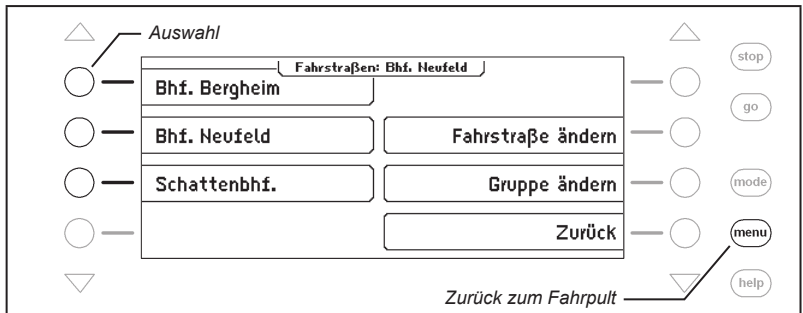 Auswahl
stop
Fahrstraßen: Bhf. Neufeld
Bhf. Bergheim
go
Bhf. Neufeld
Fahrstraße ändern
Schattenbhf.
Gruppe ändern
mode
Zurück
menu
help
Zurück zum Fahrpult